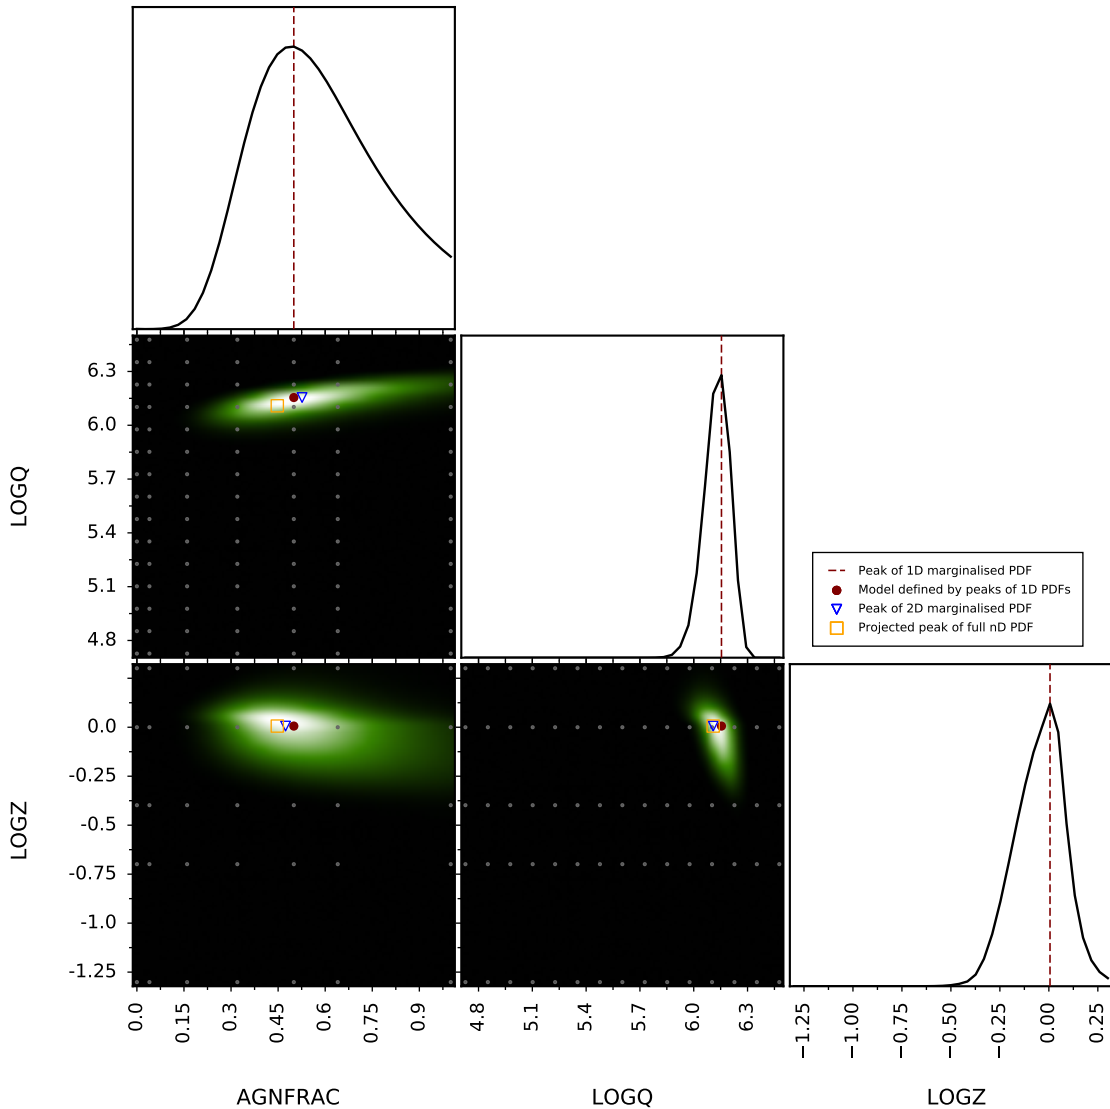 6.3
6.0
5.7
5.4
5.1
4.8
LOGQ
Peak of 1D marginalised PDF
Model defined by peaks of 1D PDFs
Peak of 2D marginalised PDF
Projected peak of full nD PDF
0.0
-0.25
-0.5
-0.75
-1.0
-1.25
LOGZ
0.0 0.15 0.3 0.45 0.6 0.75 0.9
4.8 5.1 5.4 5.7 6.0 6.3
−1.25 −1.00 −0.75 −0.50 −0.25 0.00 0.25
AGNFRAC LOGQ LOGZ